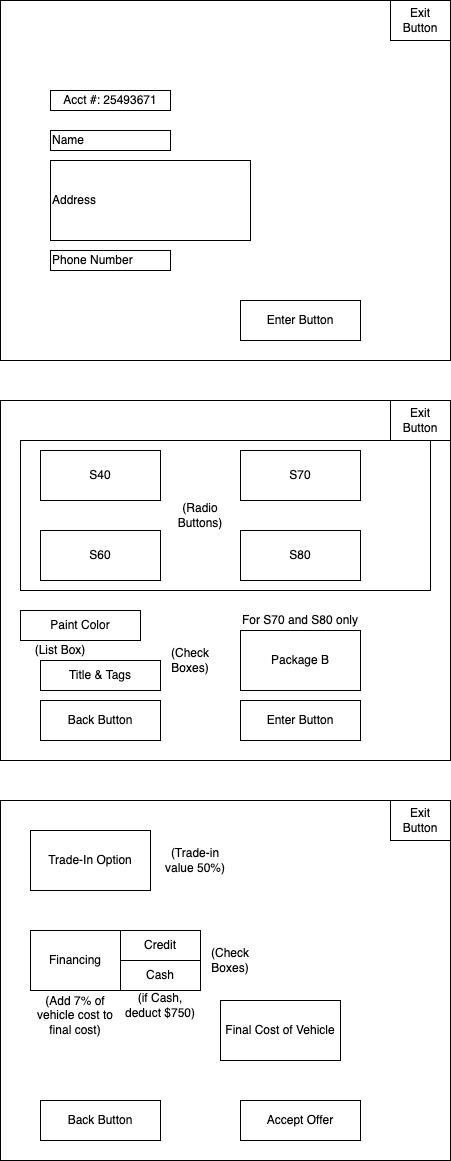 Exit
Button
Acct #: 25493671
Name
Address
Phone Number
Enter Button
Exit
Button
S40
S70
(Radio
Buttons)
S60
S80
Paint Color
For S70 and S80 only
(List Box)
(Check
Boxes)
Package B
Title & Tags
Back Button
Enter Button
Exit
Button
Trade-In Option
(Trade-in
value 50%)
Financing
Credit
Cash
(Check
Boxes)
(Add 7% of
vehicle cost to
final cost)
(if Cash,
deduct $750)
Final Cost of Vehicle
Back Button
Accept Offer